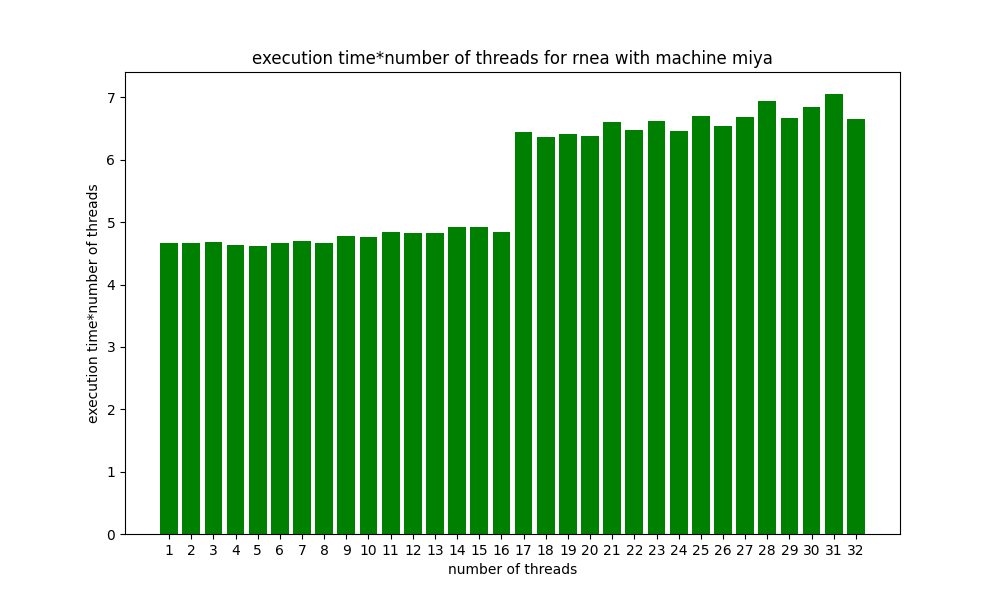 execution time*number of threads for rnea with machine miya
execution time*number of threads
7
6
5
4
3
2
1
0
1 2 3 4 5 6 7 8 9 10 11 12 13 14 15 16 17 18 19 20 21 22 23 24 25 26 27 28 29 30 31 32
number of threads